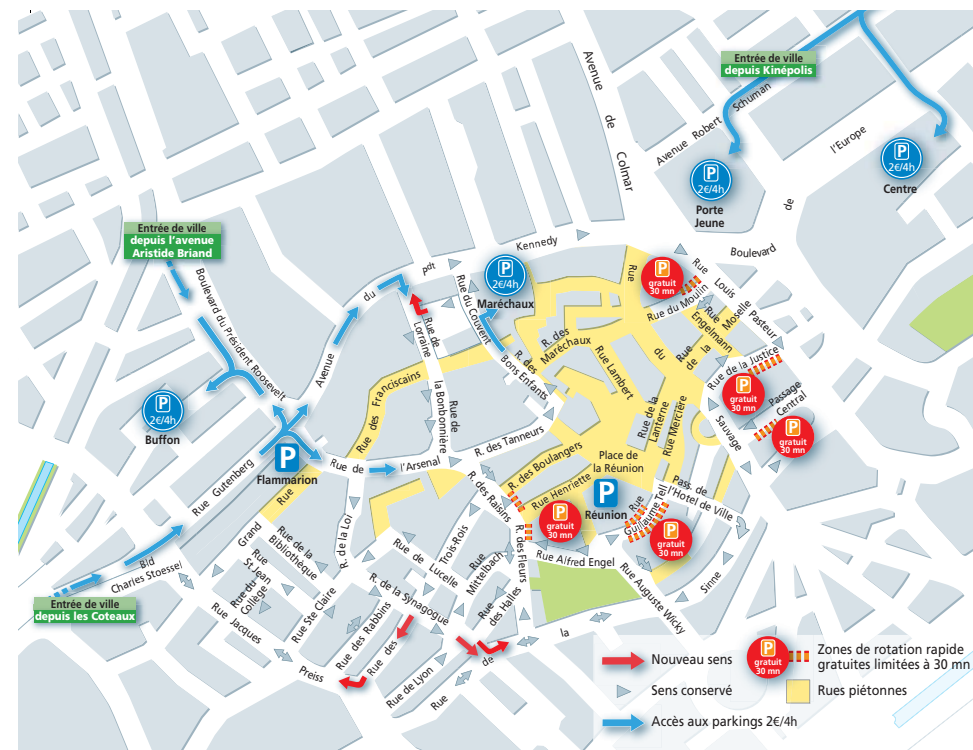 Entrée de ville
depuis Kinépolis
Avenue de Colmar
Avenue Robert Schuman
l'Europe
de
Boulevard
P
2€/4h
Porte
Jeune
P
2€/4h
Centre
Entrée de ville
depuis l'avenue
Aristide Briand
Boulevard du Président Roosevelt
Avenue
du
pdt
Kennedy
P
2€/4h
Maréchaux
Rue du Couvent
Rue de
Lorraine
Rue
du
P
gratuit
30 mn
Rue du Moulin
Rue
Louis
Pasteur
Rue
Engelmann
Moselle
Rue
de la
Rue de la Justice
R. des
Maréchaux
R. des
Bons Enfants
Rue Lambert
P
gratuit
30 mn
Passage
Central
P
gratuit
30 mn
Sauvage
P
2€/4h
Buffon
Rue des Franciscains
Rue de
la Bonbonnière
R. des Tanneurs
Rue de la
Lanterne
Rue Mercière
Place de
la Réunion
P
Flammarion
Rue de
l'Arsenal
Rue Gutenberg
Rue
R. des Boulangers
Rue Henriette
P
Réunion
Pass. de
l'Hotel de Ville
Rue
Guillaume Tell
P
gratuit
30 mn
P
gratuit
30 mn
R. des Raisins
R. des Fleurs
Rue Alfred Engel
Rue Auguste Wicky
Sinne
Grand
Rue de la
Bibliothèque
R. de la Loi
Rue
St Jean
Rue du
Collège
Rue Jacques
Preiss
Rue Ste Claire
Rue des Rabbins
Rue des
R. de la Synagogue
Rue de Lucelle
Trois-Rois
Rue
Mittelbach
Rue
des Halles
Rue de Lyon
Rue
de
la
Bld
Charles Stoessel
Entrée de ville
depuis les Coteaux
Nouveau sens
Sens conservé
Accès aux parkings 2€/4h
P
gratuit
30 mn
Zones de rotation rapide
gratuites limitées à 30 mn
Rues piétonnes